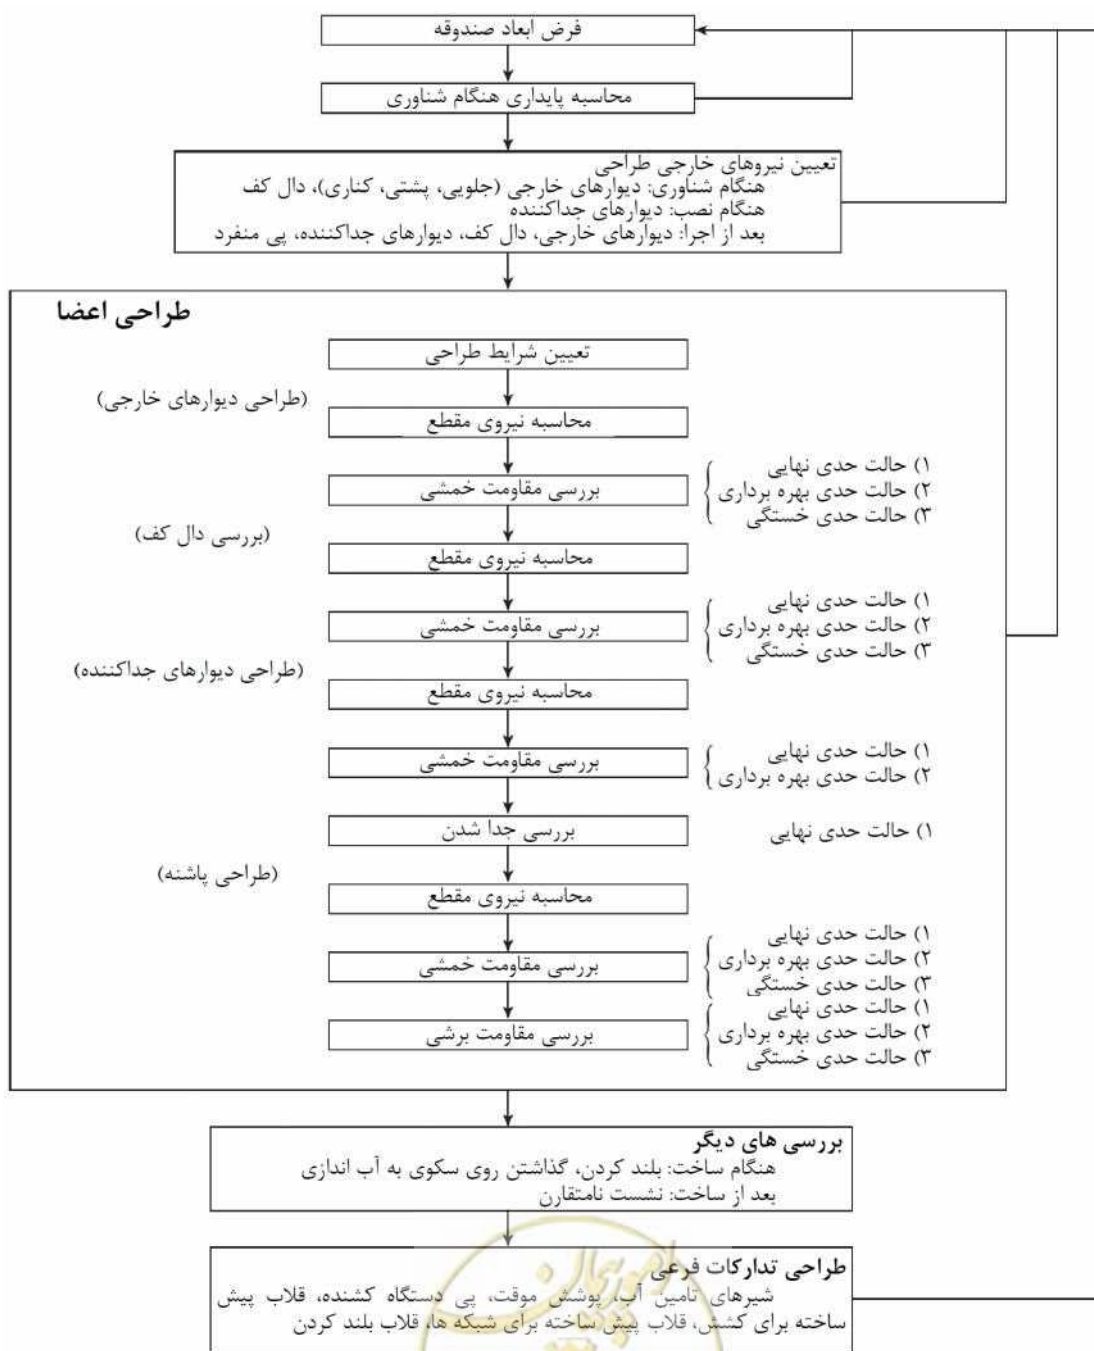 فرض ابعاد صندوقه
محاسبه پایداری هنگام شناوری
تعیین نیروهای خارجی طراحی
هنگام شناوری: دیوارهای خارجی (جلویی، پشتی، کناری)، دال کف
هنگام نصب: دیوارهای جداکننده
بعد از اجرا: دیوارهای خارجی، دال کف، دیوارهای جداکننده، پی منفرد
طراحی اعضا
تعیین شرایط طراحی
(طراحی دیوارهای خارجی)
محاسبه نیروی مقطع
بررسی مقاومت خمشی
۱) حالت حدی نهایی
۲) حالت حدی بهره برداری
۳) حالت حدی خستگی
(بررسی دال کف)
محاسبه نیروی مقطع
بررسی مقاومت خمشی
۱) حالت حدی نهایی
۲) حالت حدی بهره برداری
۳) حالت حدی خستگی
(طراحی دیوارهای جداکننده)
محاسبه نیروی مقطع
بررسی مقاومت خمشی
۱) حالت حدی نهایی
۲) حالت حدی بهره برداری
بررسی جدا شدن
۱) حالت حدی نهایی
(طراحی پاشنه)
محاسبه نیروی مقطع
بررسی مقاومت خمشی
۱) حالت حدی نهایی
۲) حالت حدی بهره برداری
۳) حالت حدی خستگی
بررسی مقاومت برشی
۱) حالت حدی نهایی
۲) حالت حدی بهره برداری
۳) حالت حدی خستگی
بررسی های دیگر
هنگام ساخت: بلند کردن، گذاشتن روی سکوی به آب اندازی
بعد از ساخت: نشست نامتقارن
طراحی تدارکات فرعی
شیرهای تامین آب، پوشش موقت، پی دستگاه کشنده، قلاب پیش
ساخته برای کشش، قلاب پیش ساخته برای شبکه ها، قلاب بلند کردن
امور پیمان